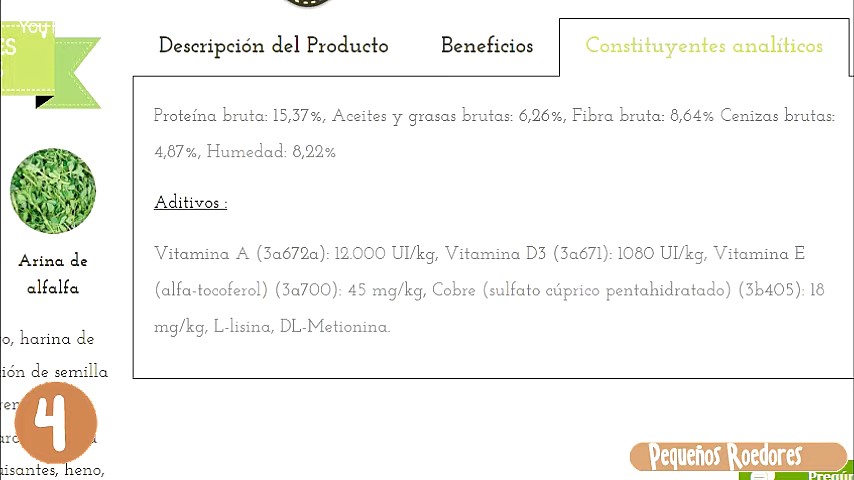 Descripción del Producto
Beneficios
Constituyentes analíticos
Proteína bruta: 15,37%, Aceites y grasas brutas: 6,26%, Fibra bruta: 8,64% Cenizas brutas:
4,87%, Humedad: 8,22%
Aditivos :
Vitamina A (3a672a): 12.000 UI/kg, Vitamina D3 (3a671): 1080 UI/kg, Vitamina E
(alfa-tocoferol) (3a700): 45 mg/kg, Cobre (sulfato cúprico pentahidratado) (3b405): 18
mg/kg, L-lisina, DL-Metionina.
ES
Arina de
alfalfa
o, harina de
ión de semilla
4
isantes, heno,
Pequeños Roedores